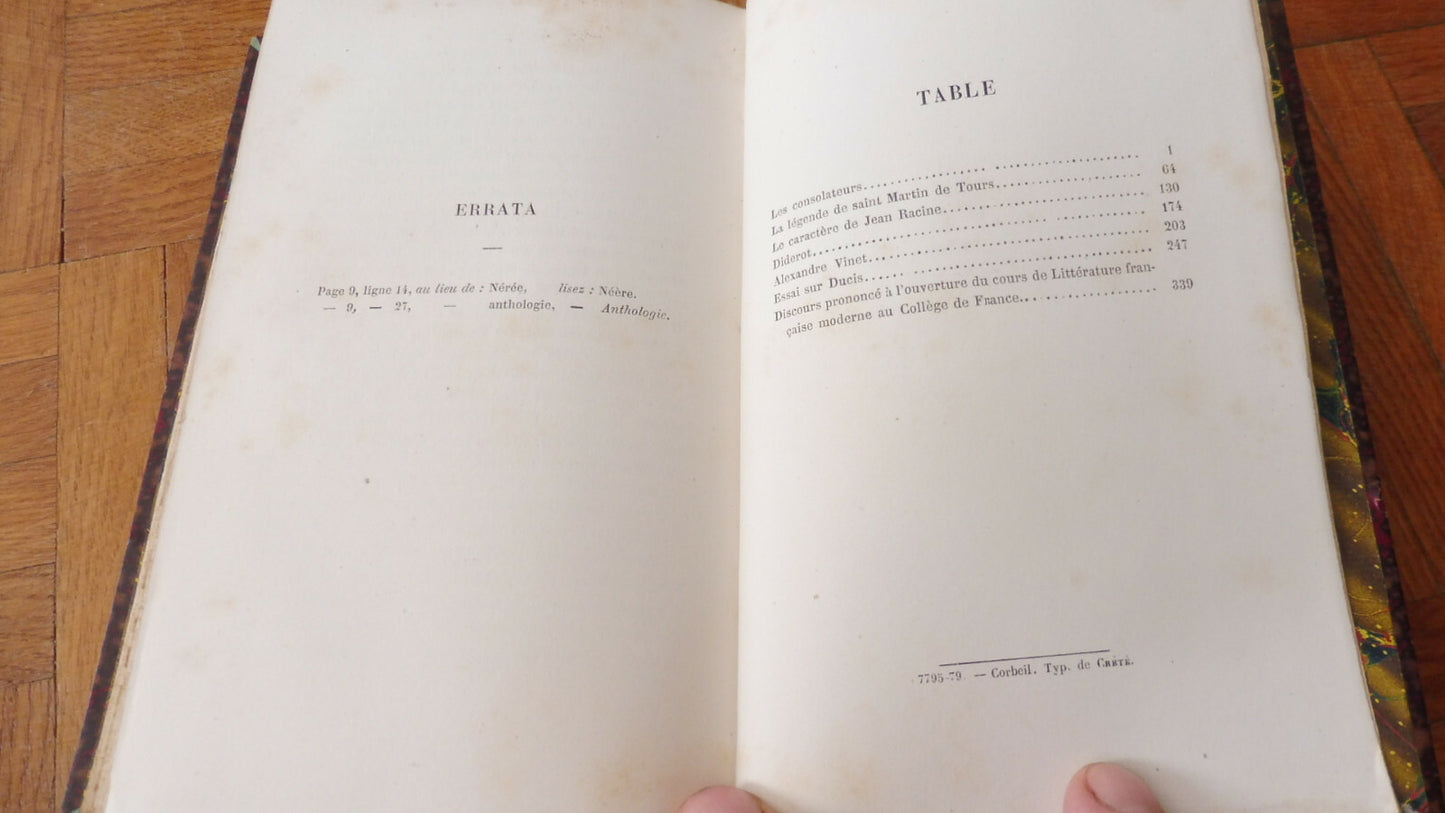 ERRATA
Page 9, ligne 14, au lieu de : Nérée, lisez : Néère.
— 9, — 27, — anthologie, — Anthologie.
TABLE
Les consolateurs.................. ........................ 1
La légende de saint Martin de Tours........................ 64
Le caractère de Jean Racine.............................. 130
Diderot................................. .................. 174
Alexandre Vinet.......................................... 203
Essai sur Ducis...... .................................... 247
Discours prononcé à l'ouverture du cours de Littérature fran-
çaise moderne au Collège de France.................... 339
7795-79 — Corbeil. Typ. de CRÉTÉ.